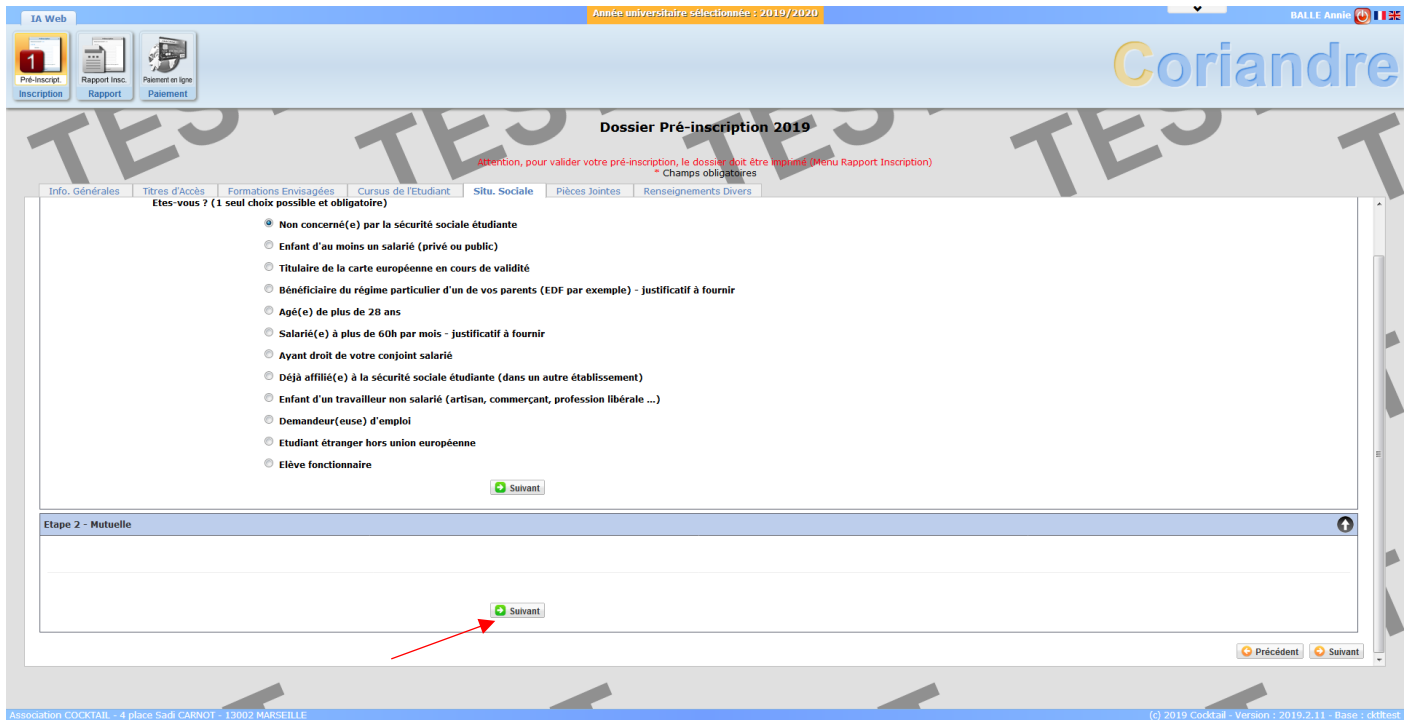 IA Web
Année universitaire sélectionnée : 2019/2020
BALLE Annie
1
Pré-Inscript.
Inscription
Rapport Insc.
Rapport
Paiement en ligne
Paiement
Coriandre
Dossier Pré-inscription 2019
Attention, pour valider votre pré-inscription, le dossier doit être imprimé (Menu Rapport Inscription)
* Champs obligatoires
Info. Générales
Titres d'Accès
Formations Envisagées
Cursus de l'Etudiant
Situ. Sociale
Pièces Jointes
Renseignements Divers
Etes-vous ? (1 seul choix possible et obligatoire)
Non concerné(e) par la sécurité sociale étudiante
Enfant d'au moins un salarié (privé ou public)
Titulaire de la carte européenne en cours de validité
Bénéficiaire du régime particulier d'un de vos parents (EDF par exemple) - justificatif à fournir
Agé(e) de plus de 28 ans
Salarié(e) à plus de 60h par mois - justificatif à fournir
Ayant droit de votre conjoint salarié
Déjà affilié(e) à la sécurité sociale étudiante (dans un autre établissement)
Enfant d'un travailleur non salarié (artisan, commerçant, profession libérale ...)
Demandeur(euse) d'emploi
Etudiant étranger hors union européenne
Elève fonctionnaire
Suivant
Etape 2 - Mutuelle
Suivant
Précédent
Suivant
Association COCKTAIL - 4 place Sadi CARNOT - 13002 MARSEILLE
(c) 2019 Cocktail - Version : 2019.2.11 - Base : cktltest
TEST
TEST
TEST
TEST